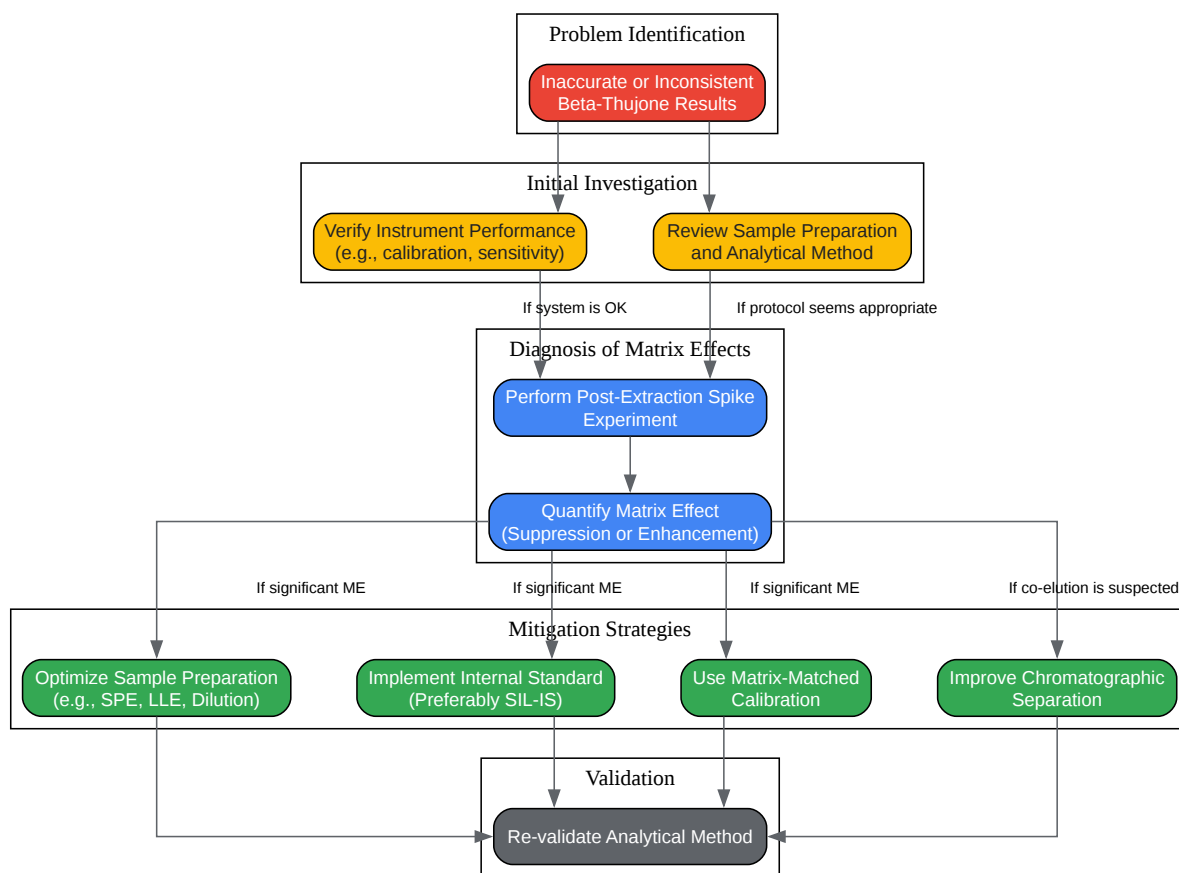 Problem Identification
Inaccurate or Inconsistent
Beta-Thujone Results
Initial Investigation
Verify Instrument Performance
(e.g., calibration, sensitivity)
Review Sample Preparation
and Analytical Method
If system is OK
If protocol seems appropriate
Diagnosis of Matrix Effects
Perform Post-Extraction Spike
Experiment
Quantify Matrix Effect
(Suppression or Enhancement)
If significant ME
If significant ME
If significant ME
If co-elution is suspected
Mitigation Strategies
Optimize Sample Preparation
(e.g., SPE, LLE, Dilution)
Implement Internal Standard
(Preferably SIL-IS)
Use Matrix-Matched
Calibration
Improve Chromatographic
Separation
Validation
Re-validate Analytical Method